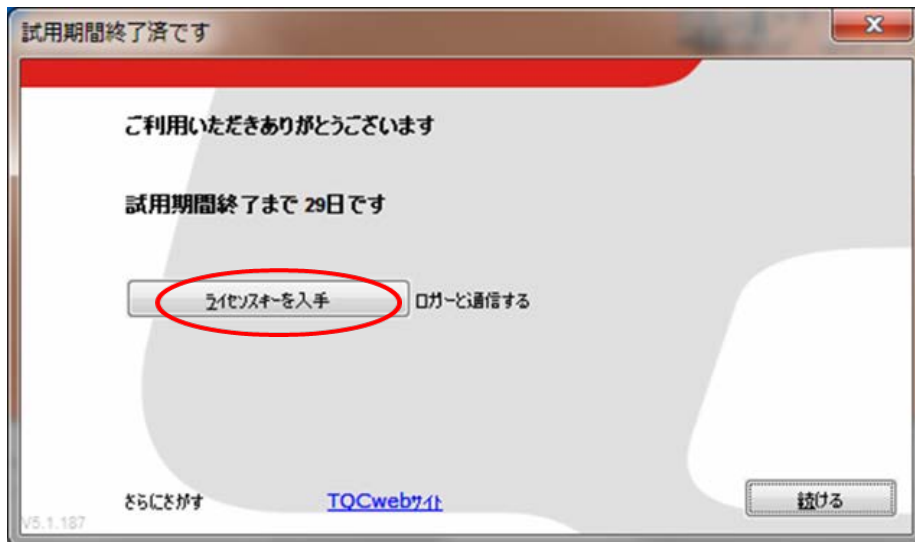 試用期間終了済です
ご利用いただきありがとうございます
試用期間終了まで 29日です
ライセンスキーを入手 ロガーと通信する
さらにさがす TQCwebサイト 続ける
V5.1.187